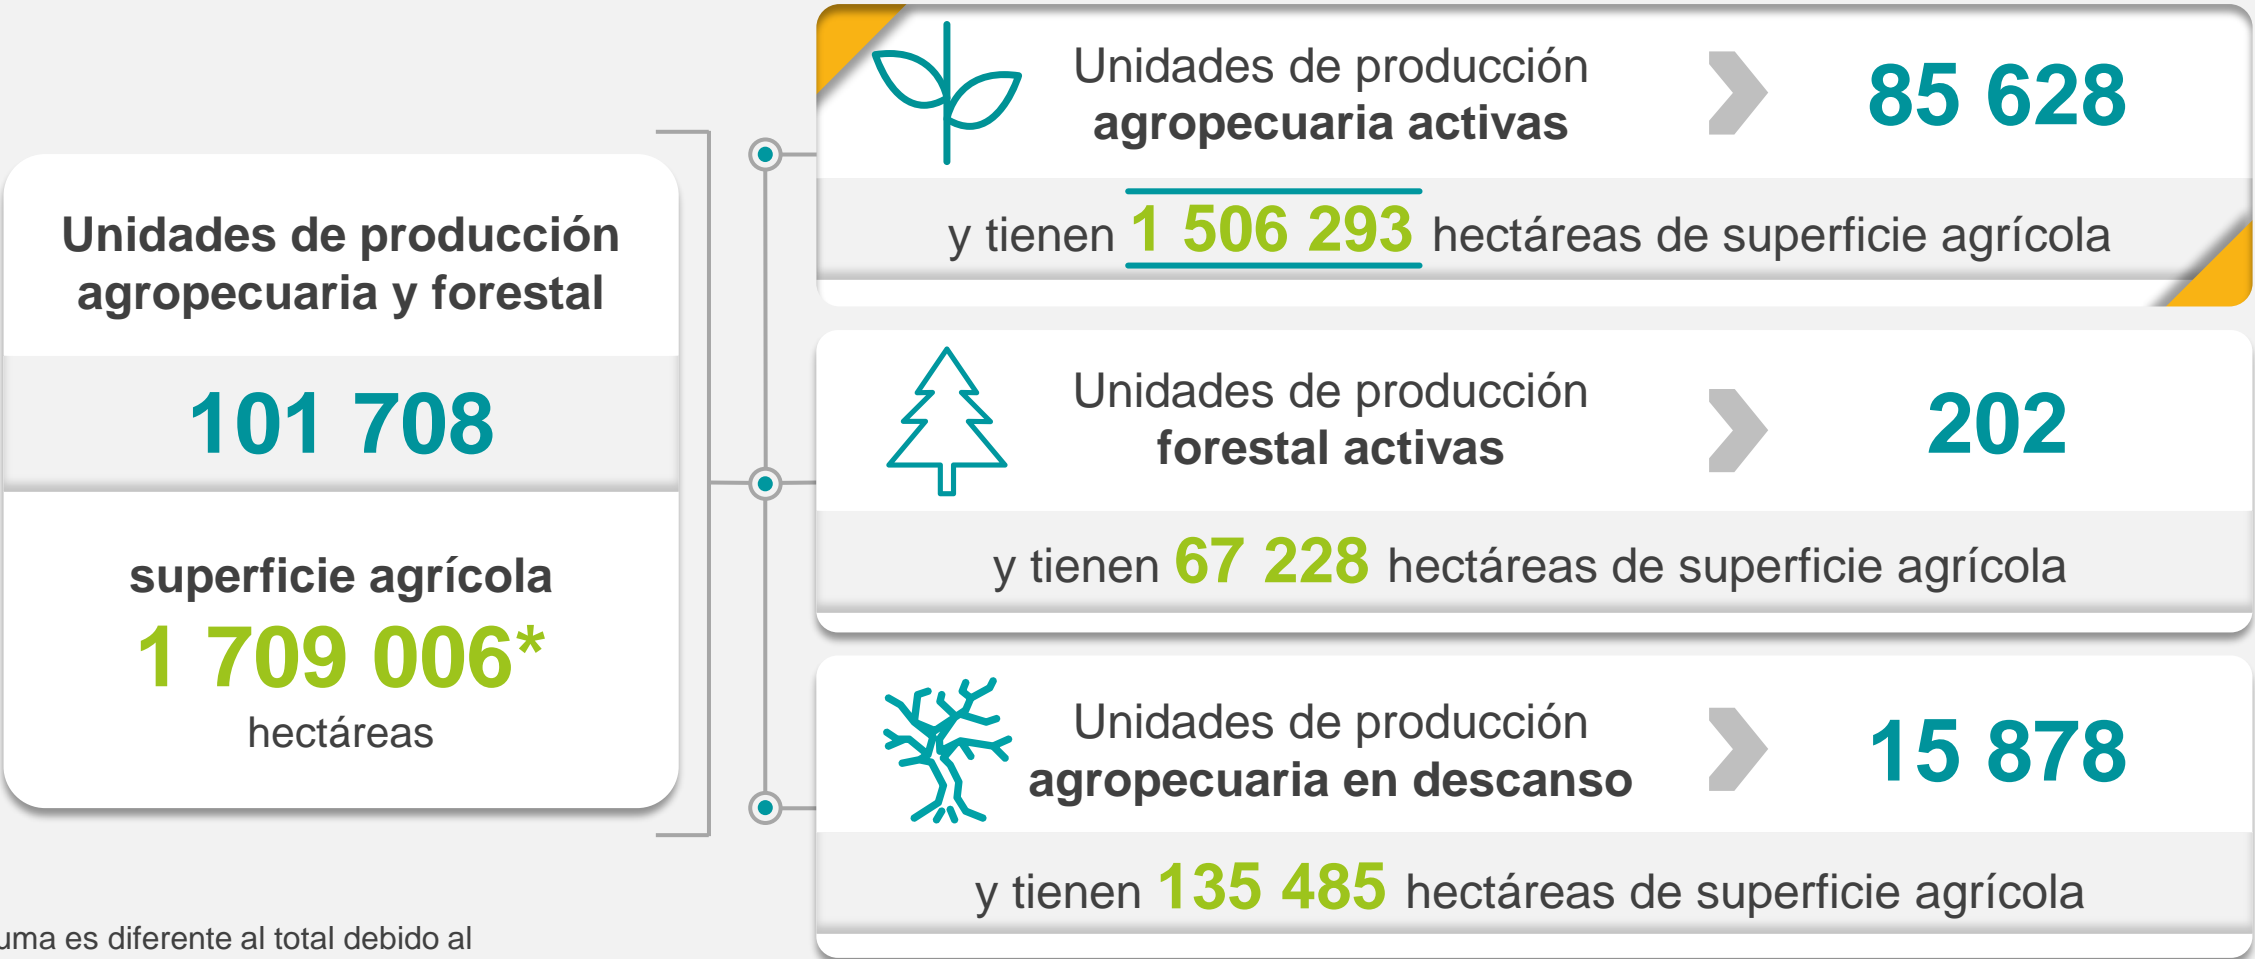 Unidades de producción
agropecuaria y forestal
101 708
superficie agrícola
1 709 006*
hectáreas
Unidades de producción
agropecuaria activas
85 628
y tienen 1 506 293 hectáreas de superficie agrícola
Unidades de producción
forestal activas
202
y tienen 67 228 hectáreas de superficie agrícola
Unidades de producción
agropecuaria en descanso
15 878
y tienen 135 485 hectáreas de superficie agrícola
es diferente al total debido al